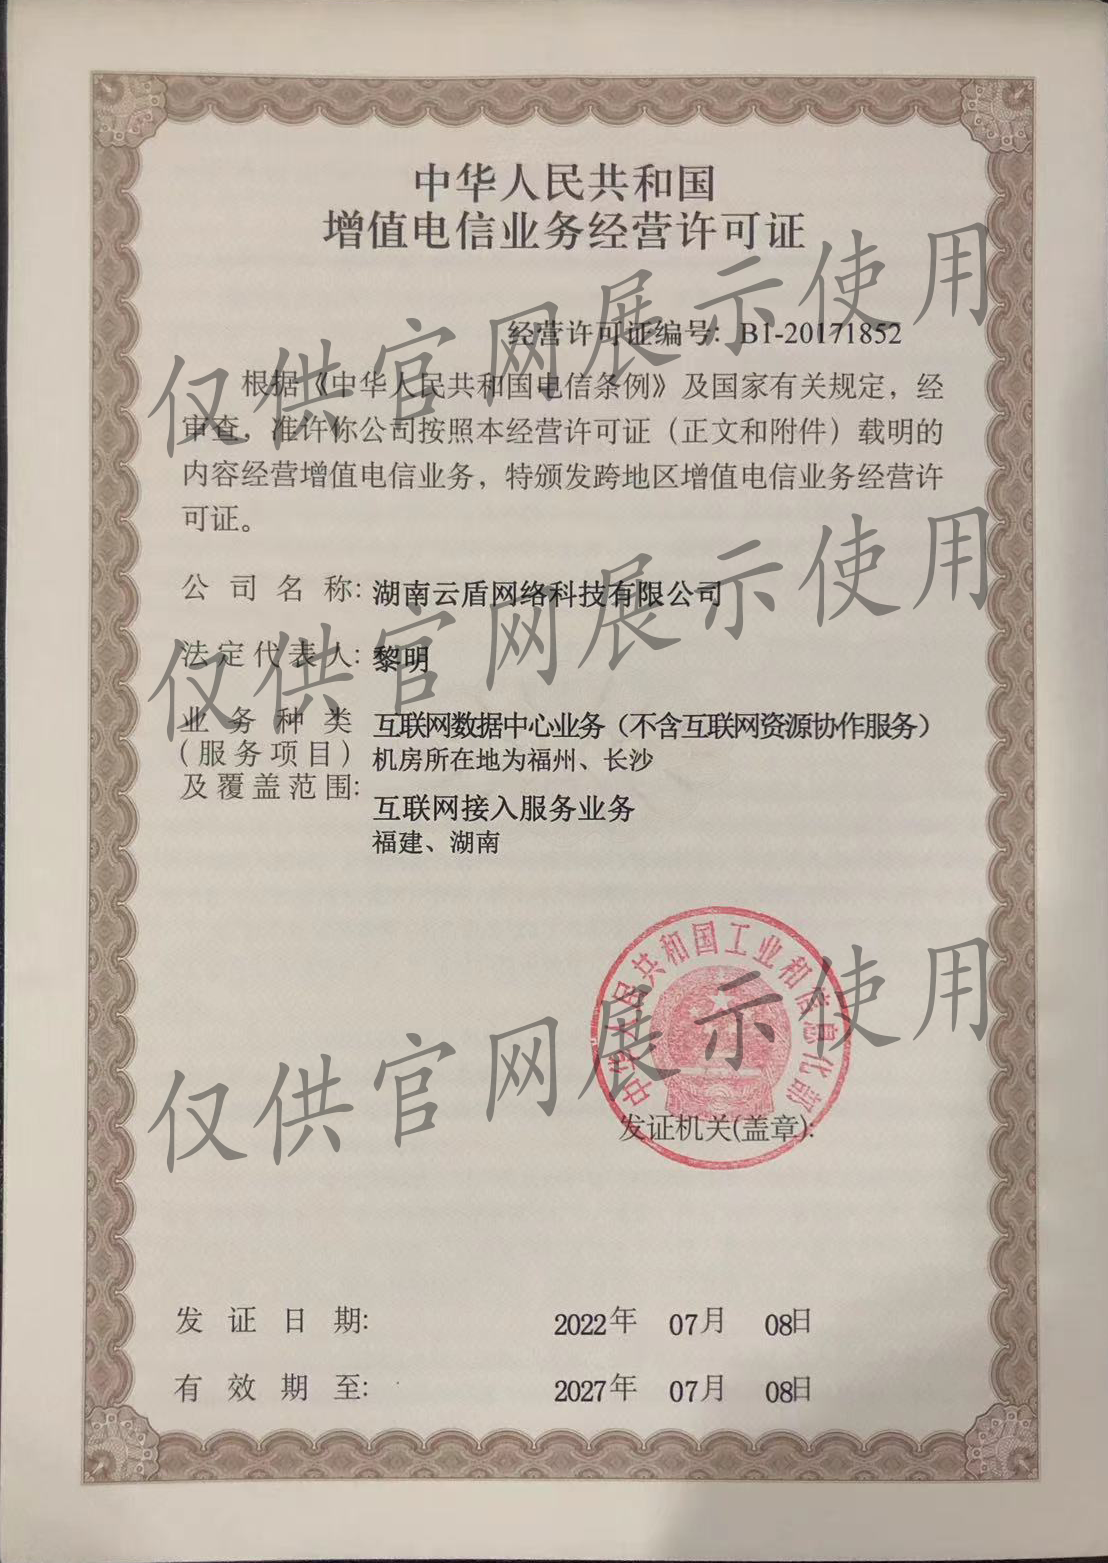 中华人民共和国
增值电信业务经营许可证
经营许可证编号：B1-20171852
根据《中华人民共和国电信条例》及国家有关规定，经
审查，准许你公司按照本经营许可证（正文和附件）载明的
内容经营增值电信业务，特颁发跨地区增值电信业务经营许
可证。
仅供官网展示使用
公司名称：湖南云盾网络科技有限公司
法定代表人：黎明
仅供官网展示使用
业务种类 互联网数据中心业务（不含互联网资源协作服务）
（服务项目） 机房所在地为福州、长沙
及覆盖范围：
互联网接入服务业务
福建、湖南
中华人民共和国工业和信息化部
仅供官网展示使用
发证机关(盖章)：
发证日期： 2022年 07月 08日
有效期至： 2027年 07月 08日